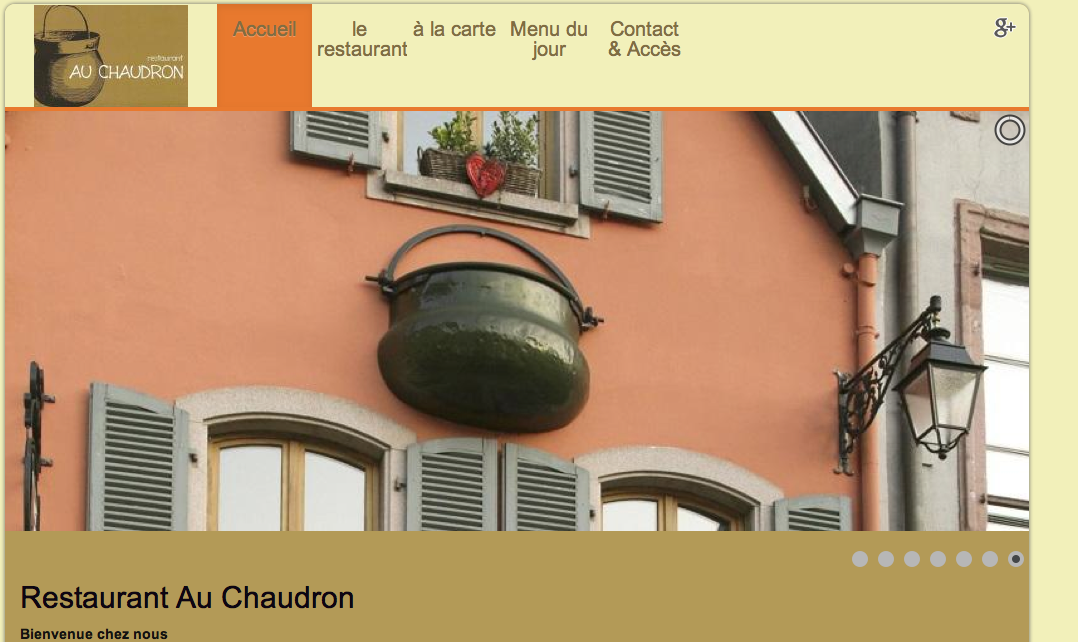 restaurant
AU CHAUDRON
Accueil
le
restaurant
à la carte
Menu du
jour
Contact
& Accès
g+
Restaurant Au Chaudron
Bienvenue chez nous